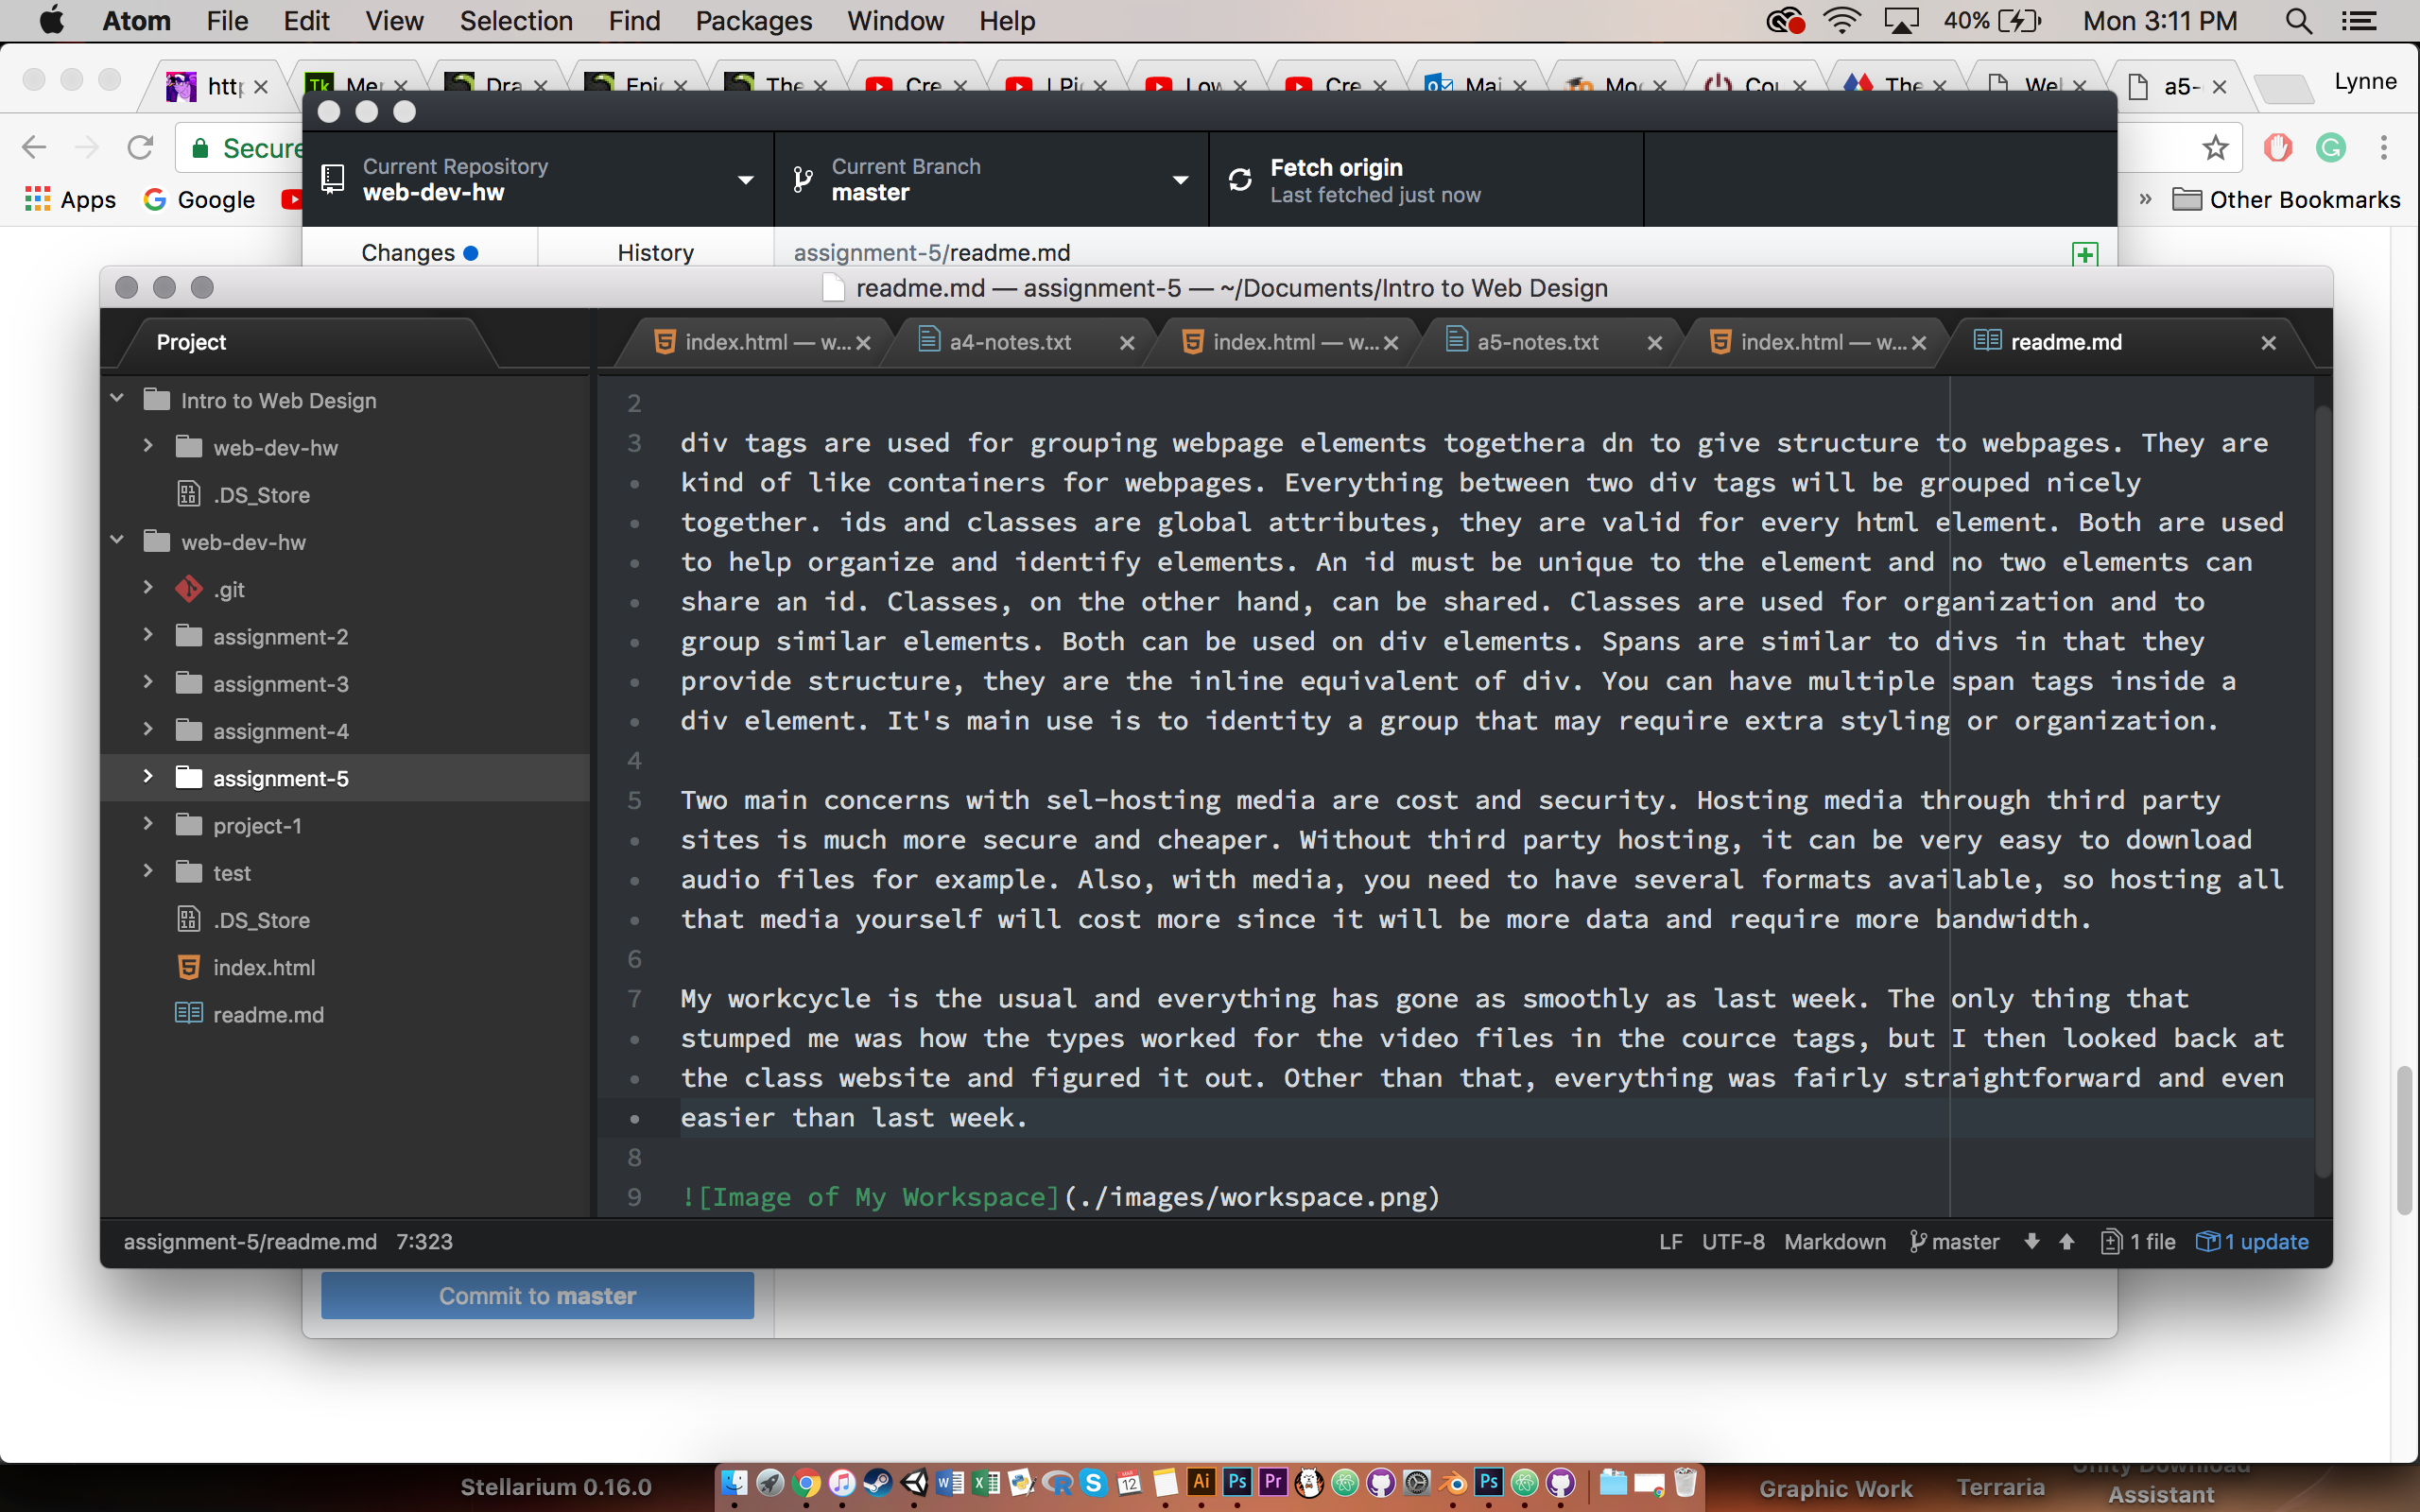 Atom File Edit View Selection Find Packages Window Help 40% Mon 3:11 PM
http Mer Dra Epic The Cre I Pi Low Cre Mai Moo Cou The Wel a5- Lynne
Secure
Apps Google Other Bookmarks
Current Repository
web-dev-hw
Current Branch
master
Fetch origin
Last fetched just now
Changes History assignment-5/readme.md
readme.md — assignment-5 — ~/Documents/Intro to Web Design
Project
index.html — w... a4-notes.txt index.html — w... a5-notes.txt index.html — w... readme.md
Intro to Web Design
web-dev-hw
.DS_Store
web-dev-hw
.git
assignment-2
assignment-3
assignment-4
assignment-5
project-1
test
.DS_Store
index.html
readme.md
2
3 div tags are used for grouping webpage elements togethera dn to give structure to webpages. They are
kind of like containers for webpages. Everything between two div tags will be grouped nicely
together. ids and classes are global attributes, they are valid for every html element. Both are used
to help organize and identify elements. An id must be unique to the element and no two elements can
share an id. Classes, on the other hand, can be shared. Classes are used for organization and to
group similar elements. Both can be used on div elements. Spans are similar to divs in that they
provide structure, they are the inline equivalent of div. You can have multiple span tags inside a
div element. It's main use is to identity a group that may require extra styling or organization.
4
5 Two main concerns with sel-hosting media are cost and security. Hosting media through third party
sites is much more secure and cheaper. Without third party hosting, it can be very easy to download
audio files for example. Also, with media, you need to have several formats available, so hosting all
that media yourself will cost more since it will be more data and require more bandwidth.
6
7 My workcycle is the usual and everything has gone as smoothly as last week. The only thing that
stumped me was how the types worked for the video files in the cource tags, but I then looked back at
the class website and figured it out. Other than that, everything was fairly straightforward and even
easier than last week.
8
9 ![Image of My Workspace](./images/workspace.png)
assignment-5/readme.md 7:323 LF UTF-8 Markdown master 1 file 1 update
Commit to master
Stellarium 0.16.0
Graphic Work
Terraria
Unity Download
Assistant